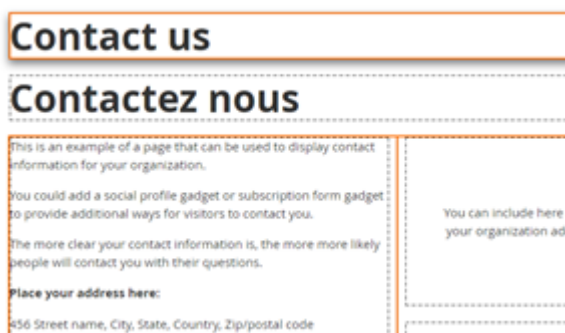 Contact us
Contactez nous
This is an example of a page that can be used to display contact
information for your organization.
You could add a social profile gadget or subscription form gadget
to provide additional ways for visitors to contact you.
The more clear your contact information is, the more more likely
people will contact you with their questions.
Place your address here:
456 Street name, City, State, Country, Zip/postal code
You can include here
your organization ad